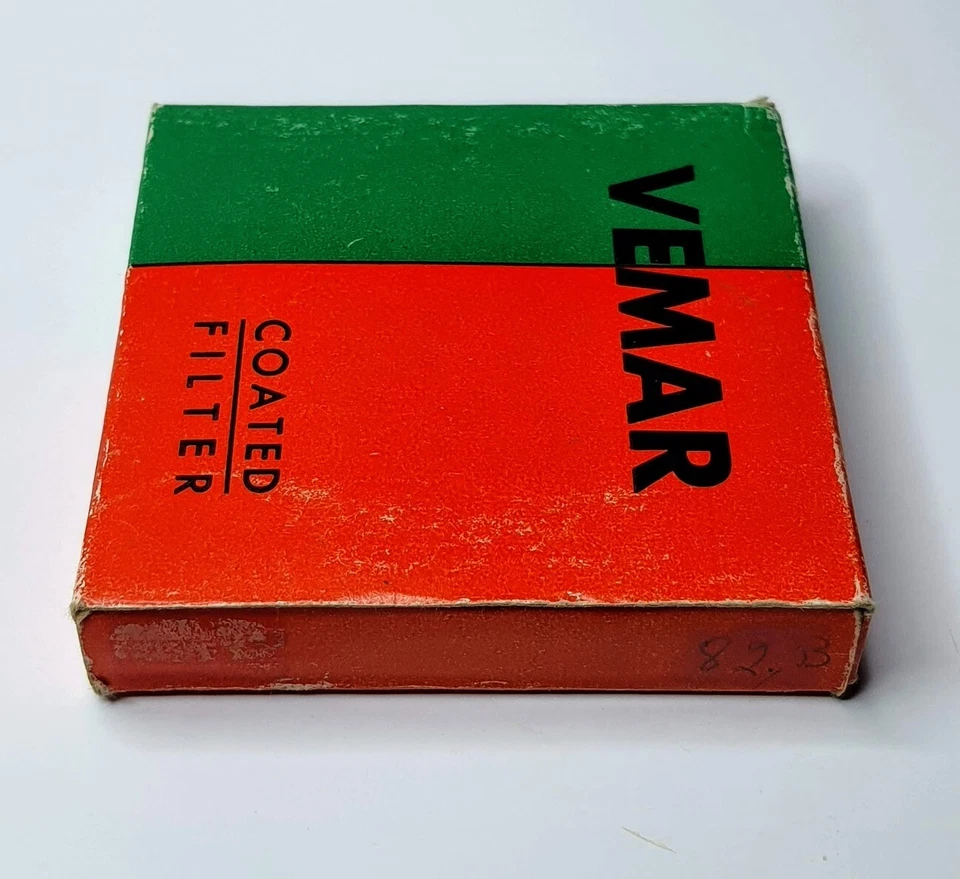 VEMAR
COATED
FILTER
82.B